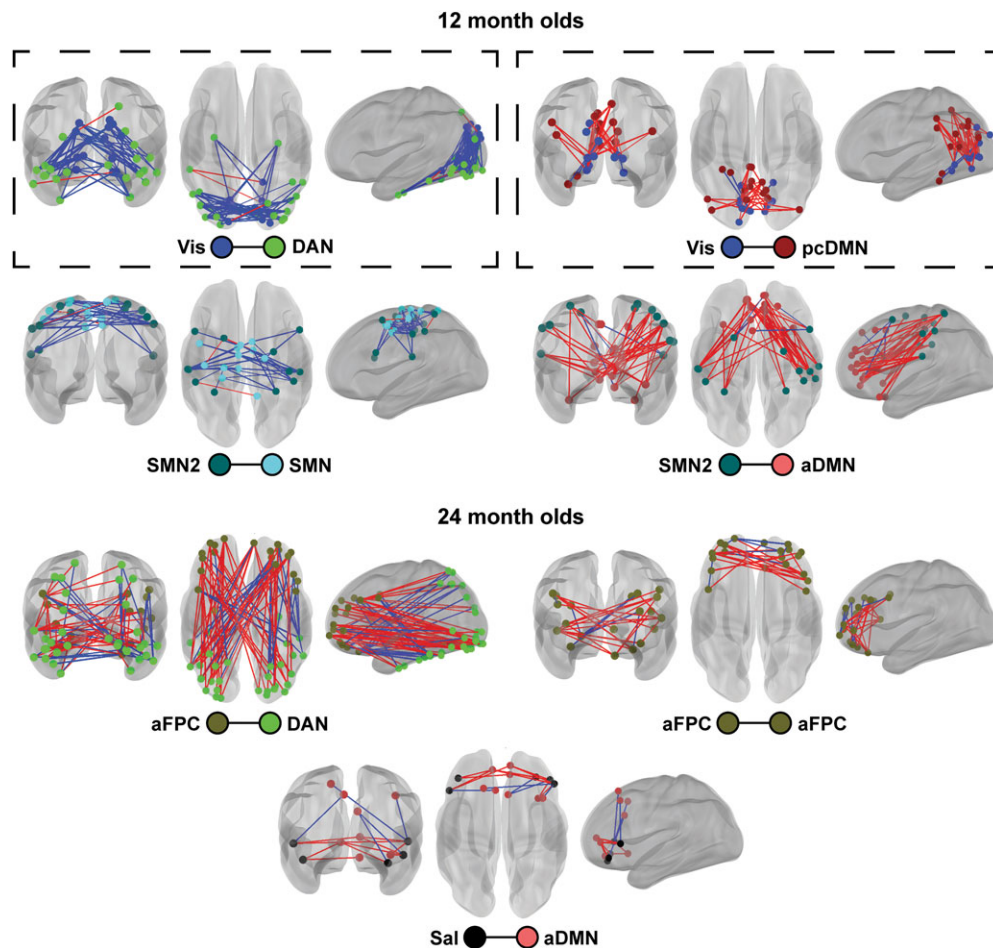 12 month olds
Vis DAN
Vis pcDMN
SMN2 SMN
SMN2 aDMN
24 month olds
aFPC DAN
aFPC aFPC
Sal aDMN